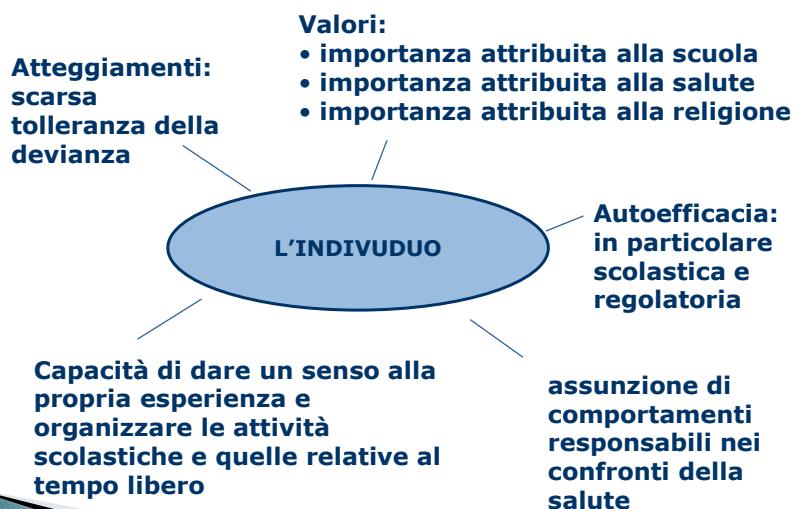 Valori:
• importanza attribuita alla scuola
• importanza attribuita alla salute
• importanza attribuita alla religione
Atteggiamenti:
scarsa
tolleranza della
devianza
L'INDIVUDUO
Autoefficacia:
in particolare
scolastica e
regolatoria
Capacità di dare un senso alla
propria esperienza e
organizzare le attività
scolastiche e quelle relative al
tempo libero
assunzione di
comportamenti
responsabili nei
confronti della
salute